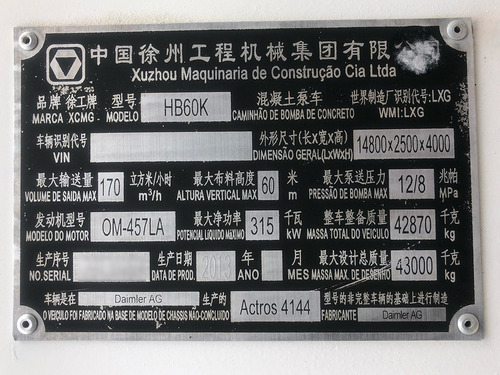 中国徐州工程机械集团有限
Xuzhou Maquinaria de Construção Cia Ltda
品牌 徐工牌 型号 HB60K 混凝土泵车 世界制造厂识别代号:LXG
MARCA XCMG MODELO CAMINHÃO DE BOMBA DE CONCRETO WMI:LXG
车辆识别代号 外形尺寸(长X宽X高) 14800×2500×4000
VIN DIMENSÃO GERAL(LxWxH)
最大输送量 170 立方米/小时 最大布料高度 60 米 最大泵送压力 12/8 兆帕
VOLUME DE SAIDA MAX m³/h ALTURA VERTICAL MAX m PRESSÃO DE BOMBA MAX MPa
发动机型号 OM-457LA 最大净功率 315 千瓦 整车整备质量 42870 千克
MODELO DO MOTOR POTENCIAL LÍQUIDO MÁXIMO kW MASSA TOTAL DO VEÍCULO kg
生产序号 生产日期 年 月 最大设计总质量 43000 千克
NO.SERIAL DATA DE PROD. ANO MES MASSA MAX. DE DESENHO kg
车辆是在 Daimler AG 生产的 Actros 4144 型号的非完整车辆的基础上进行制造
O VEÍCULO FOI FABRICADO NA BASE DE MODELO DE CHASSIS NÃO-CONCLUIDO FABRICANTE Daimler AG